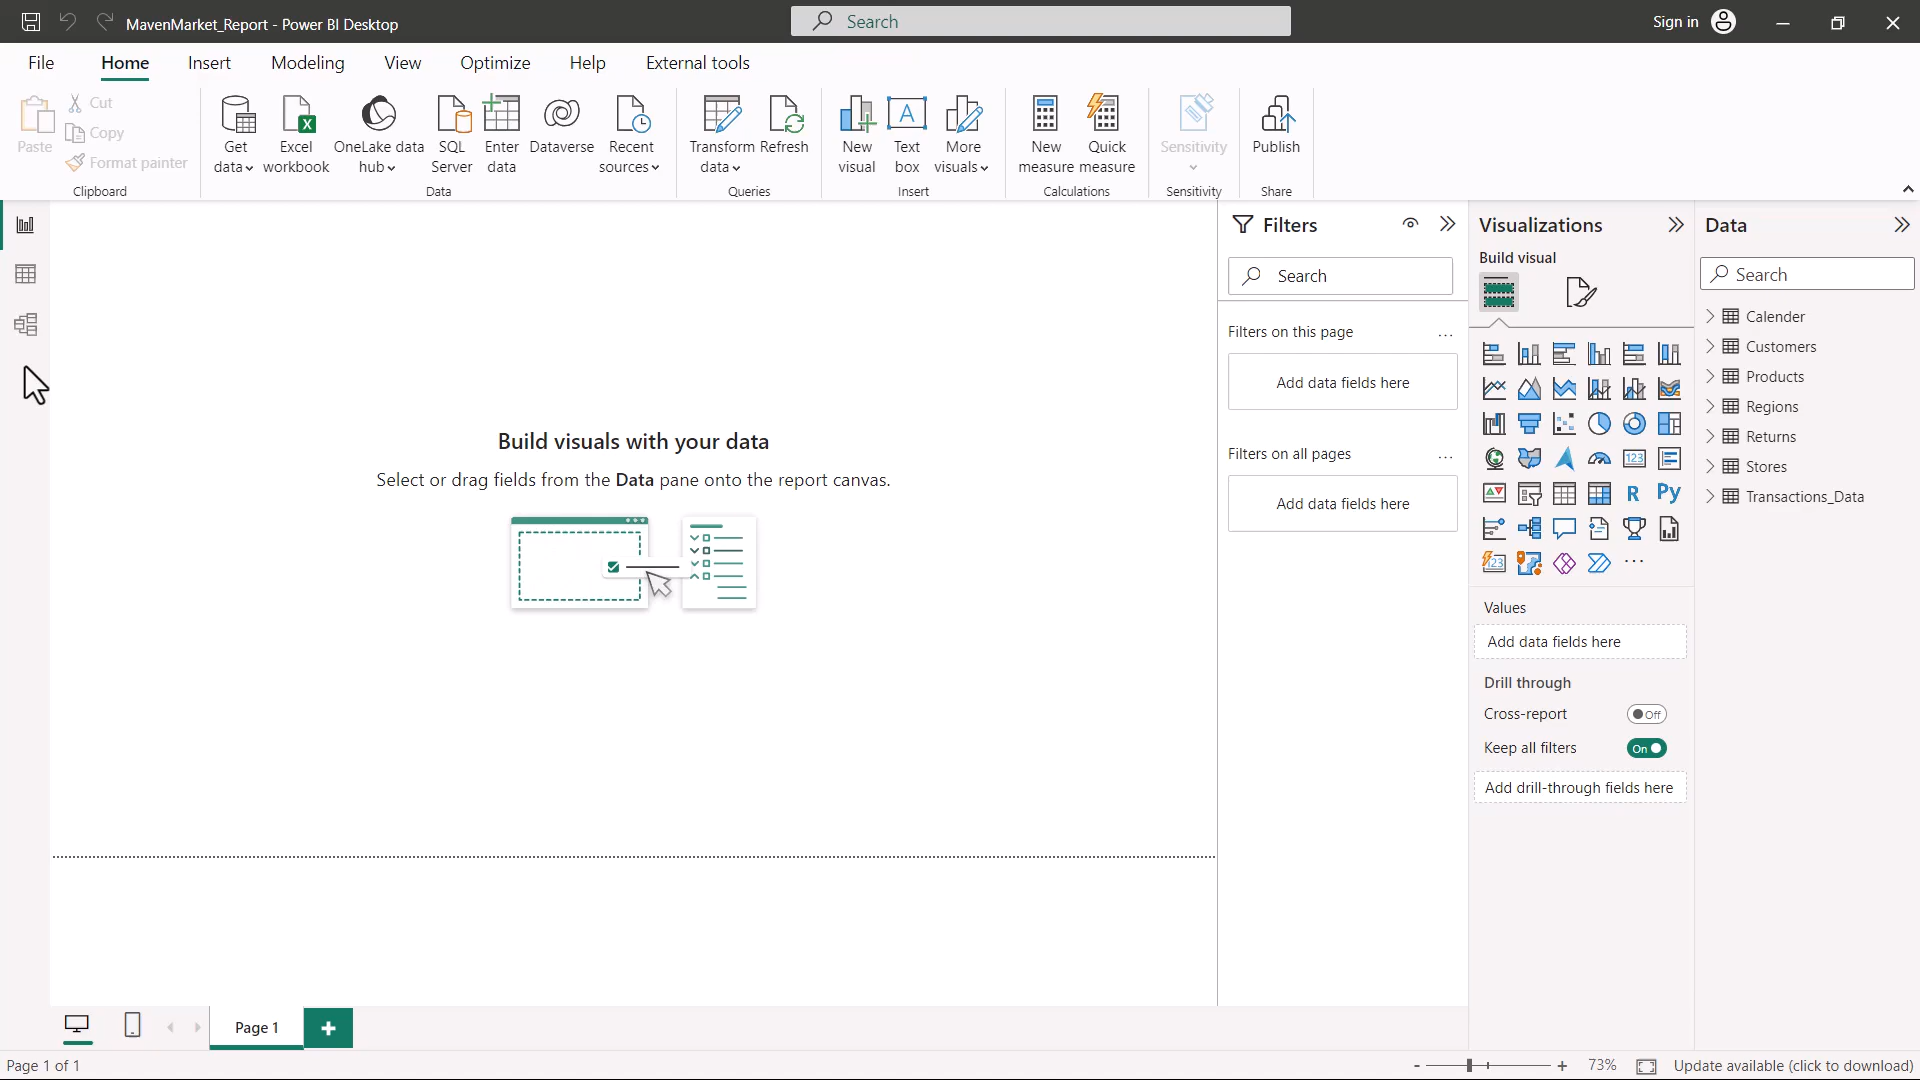 MavenMarket_Report - Power BI Desktop
Search
Sign in
File
Home
Insert
Modeling
View
Optimize
Help
External tools
Paste
Cut
Copy
Format painter
Clipboard
Get
data
Excel
workbook
OneLake data
hub
SQL
Server
Enter
data
Dataverse
Recent
sources
Data
Transform
data
Refresh
Queries
New
visual
A
Text
box
More
visuals
Insert
New
measure
Quick
measure
Calculations
Sensitivity
Sensitivity
Publish
Share
Build visuals with your data
Select or drag fields from the Data pane onto the report canvas.
Filters
Search
Filters on this page
...
Add data fields here
Filters on all pages
...
Add data fields here
Visualizations
Build visual
123
R
Py
123
...
Values
Add data fields here
Drill through
Cross-report
Off
Keep all filters
On
Add drill-through fields here
Data
Search
Calender
Customers
Products
Regions
Returns
Stores
Transactions_Data
Page 1
+
Page 1 of 1
-
+
73%
Update available (click to download)